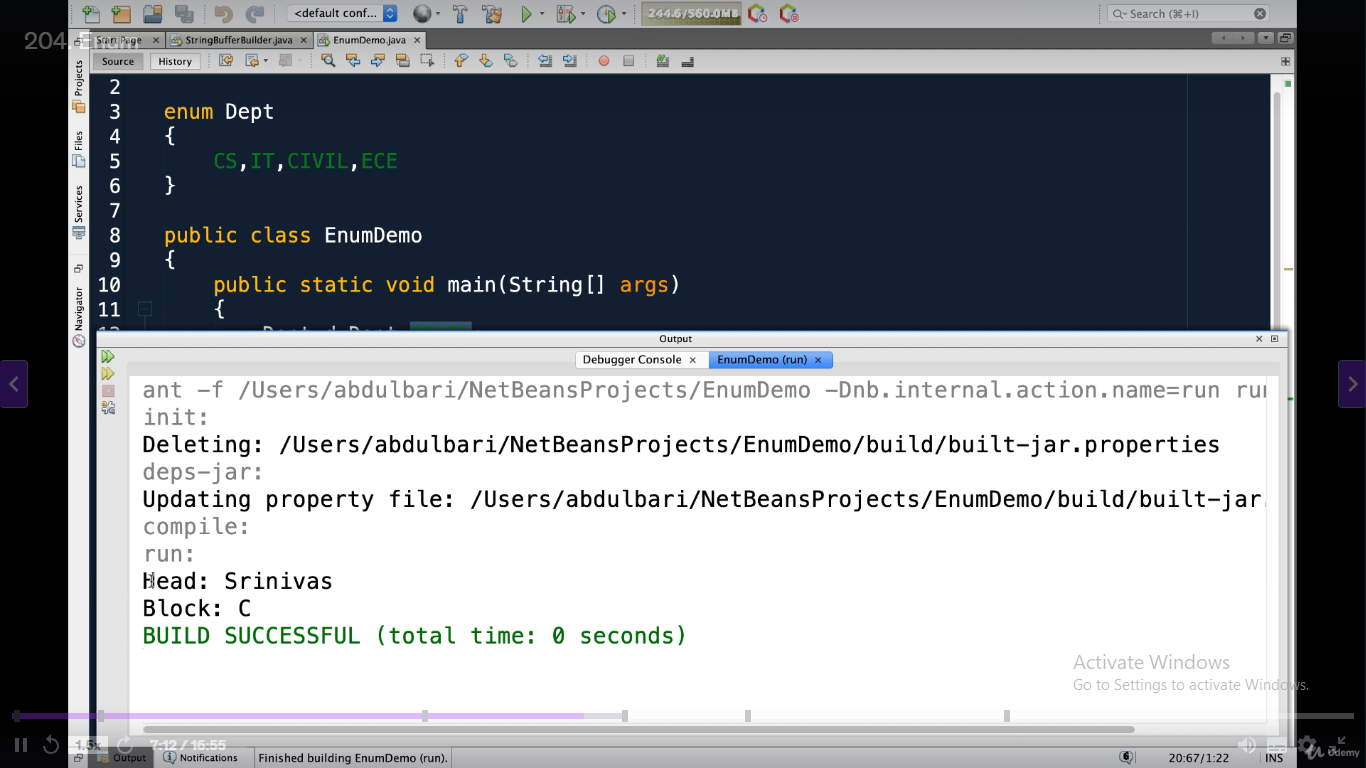 <default conf...
244.6/560.0MB
Search (⌘+I)
204. Enum
Start Page
StringBufferBuilder.java
EnumDemo.java
Source
History
Projects
Files
Services
Navigator
2
3 enum Dept
4 {
5 CS,IT,CIVIL,ECE
6 }
7
8 public class EnumDemo
9 {
10 public static void main(String[] args)
11 {
Output
Debugger Console
EnumDemo (run)
ant -f /Users/abdulbari/NetBeansProjects/EnumDemo -Dnb.internal.action.name=run run
init:
Deleting: /Users/abdulbari/NetBeansProjects/EnumDemo/build/built-jar.properties
deps-jar:
Updating property file: /Users/abdulbari/NetBeansProjects/EnumDemo/build/built-jar.
compile:
run:
Head: Srinivas
Block: C
BUILD SUCCESSFUL (total time: 0 seconds)
Activate Windows
Go to Settings to activate Windows.
1.5x
7:12 / 16:55
Output
Notifications
Finished building EnumDemo (run).
20:67/1:22
INS
Udemy